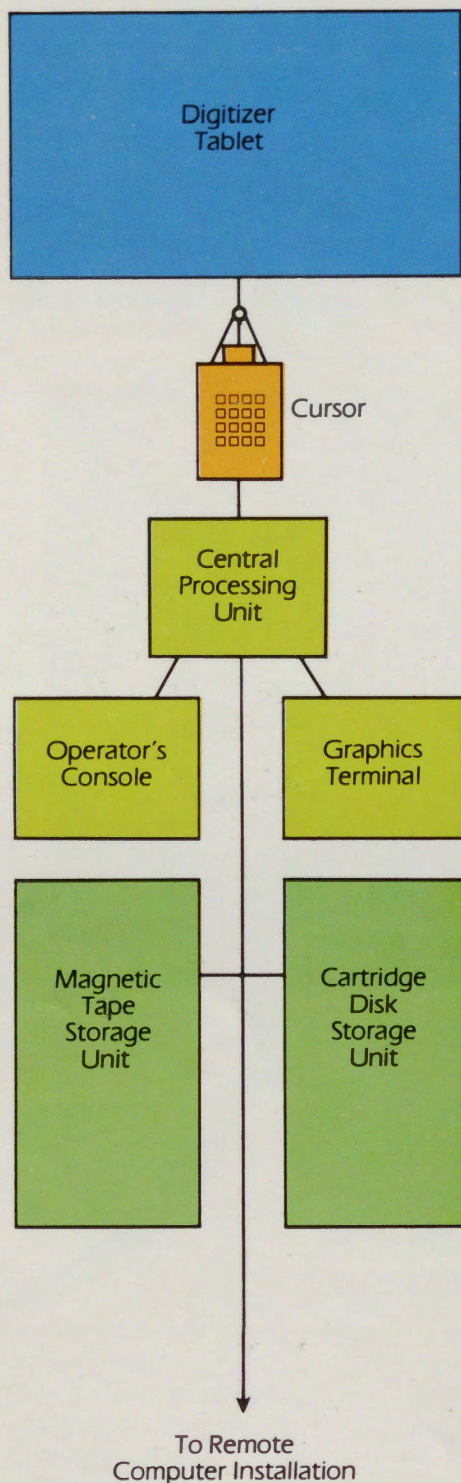 Digitizer
Tablet
Cursor
Central
Processing
Unit
Operator's
Console
Graphics
Terminal
Magnetic
Tape
Storage
Unit
Cartridge
Disk
Storage
Unit
To Remote
Computer Installation